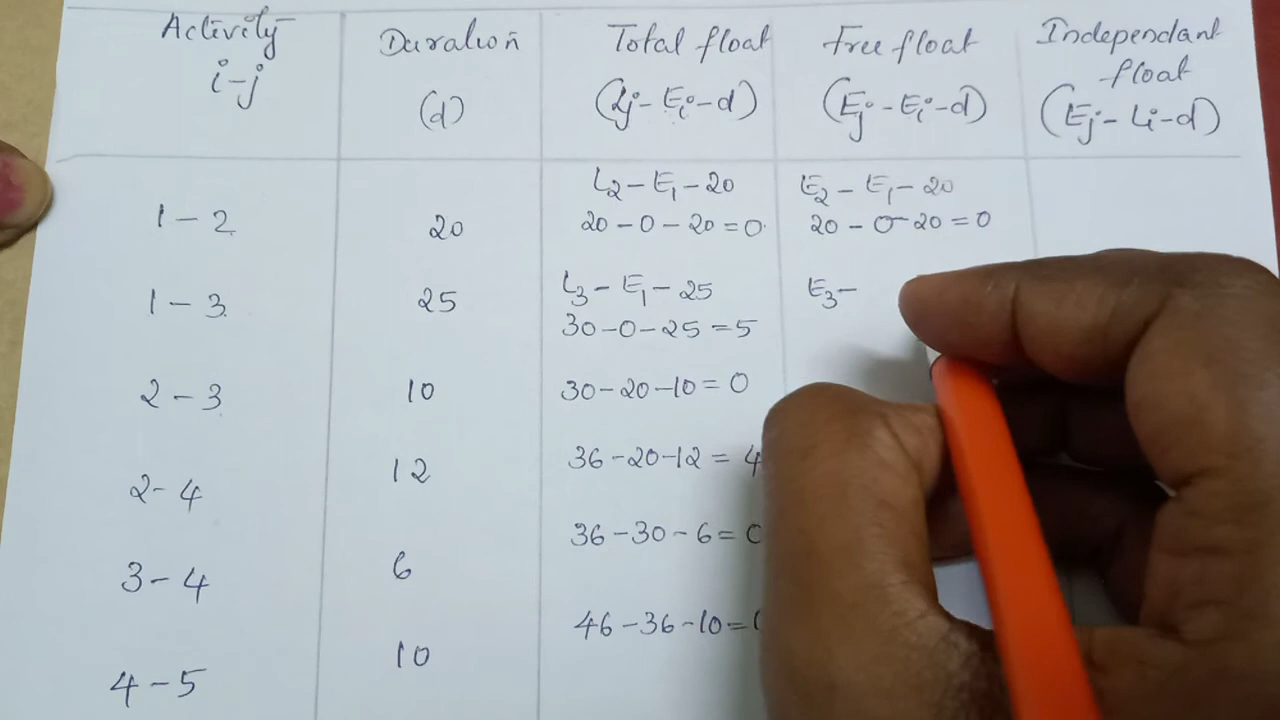 Activity
i-j
Duration
(d)
Total float
(Lj - Ei - d)
Free float
(Ej - Ei - d)
Independant
float
(Ej - Li - d)
1 - 2
20
L2 - E1 - 20
20 - 0 - 20 = 0
E2 - E1 - 20
20 - 0 - 20 = 0
1 - 3
25
L3 - E1 - 25
30 - 0 - 25 = 5
E3 -
2 - 3
10
30 - 20 - 10 = 0
2 - 4
12
36 - 20 - 12 = 4
3 - 4
6
36 - 30 - 6 = 0
4 - 5
10
46 - 36 - 10 =